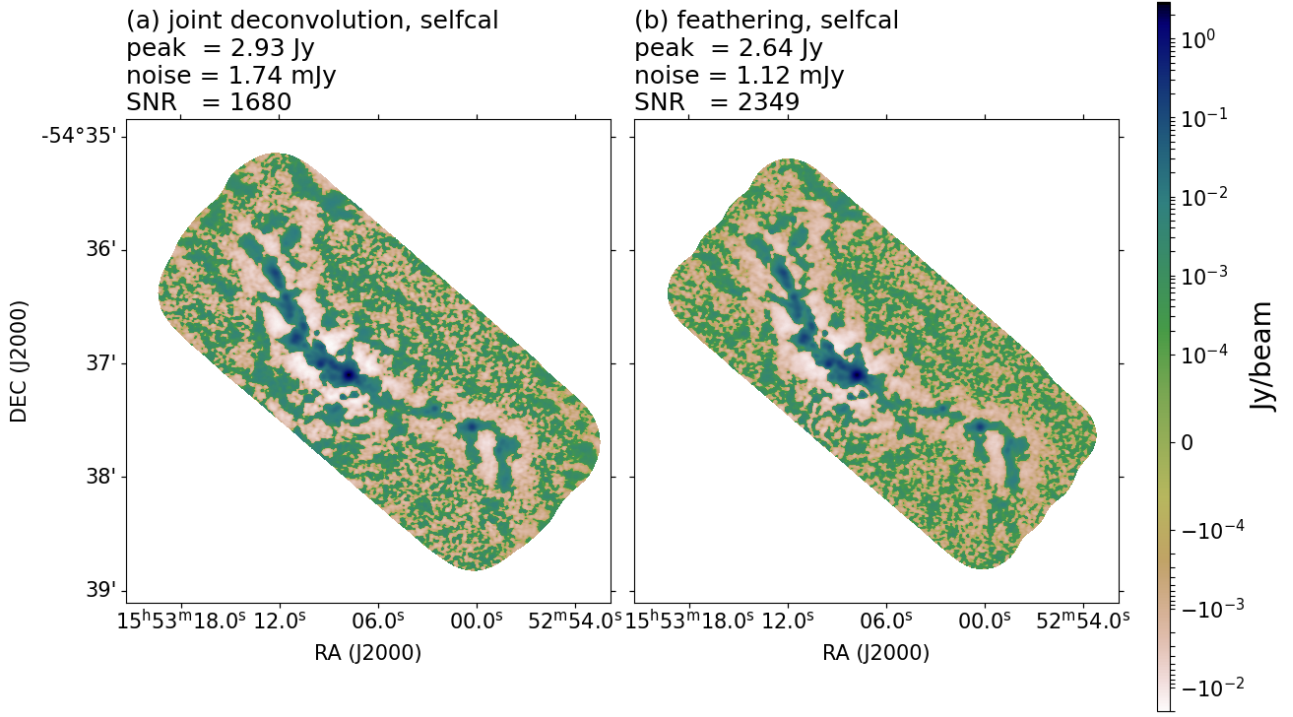 (a) joint deconvolution, selfcal
peak = 2.93 Jy
noise = 1.74 mJy
SNR = 1680
(b) feathering, selfcal
peak = 2.64 Jy
noise = 1.12 mJy
SNR = 2349
-54°35'
36'
37'
38'
39'
DEC (J2000)
15ʰ53ᵐ18.0ˢ 12.0ˢ 06.0ˢ 00.0ˢ 52ᵐ54.0ˢ
RA (J2000)
15ʰ53ᵐ18.0ˢ 12.0ˢ 06.0ˢ 00.0ˢ 52ᵐ54.0ˢ
RA (J2000)
10⁰
10⁻¹
10⁻²
10⁻³
10⁻⁴
0
−10⁻⁴
−10⁻³
−10⁻²
Jy/beam